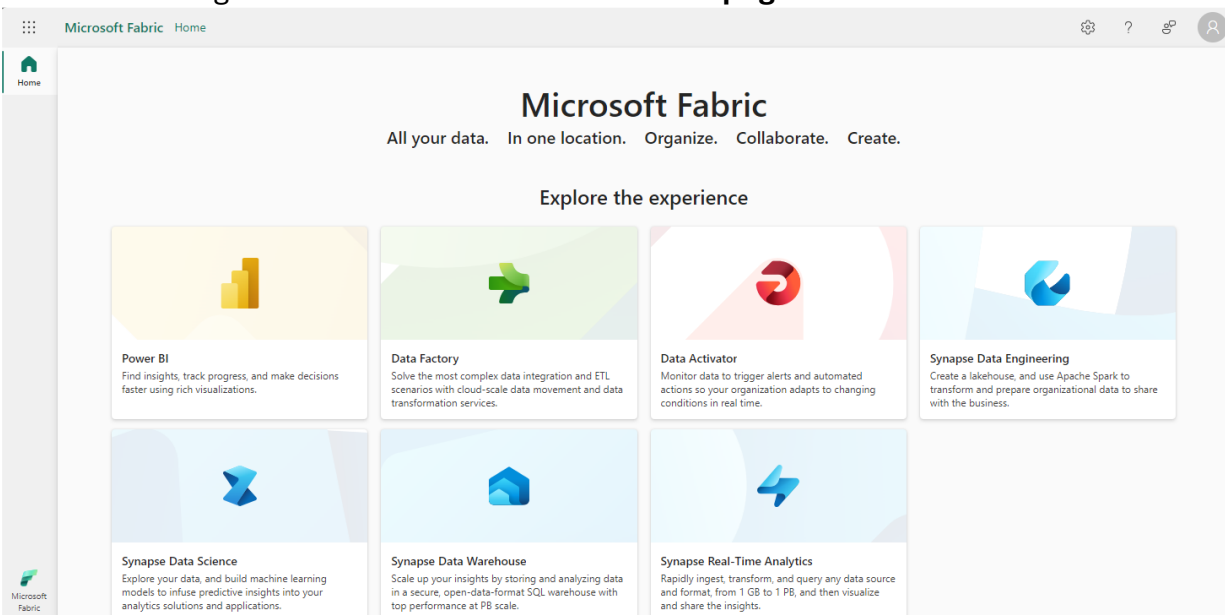 Microsoft Fabric Home
Home
Microsoft Fabric
All your data. In one location. Organize. Collaborate. Create.
Explore the experience
Power BI
Find insights, track progress, and make decisions
faster using rich visualizations.
Data Factory
Solve the most complex data integration and ETL
scenarios with cloud-scale data movement and data
transformation services.
Data Activator
Monitor data to trigger alerts and automated
actions so your organization adapts to changing
conditions in real time.
Synapse Data Engineering
Create a lakehouse, and use Apache Spark to
transform and prepare organizational data to share
with the business.
Synapse Data Science
Explore your data, and build machine learning
models to infuse predictive insights into your
analytics solutions and applications.
Synapse Data Warehouse
Scale up your insights by storing and analyzing data
in a secure, open-data-format SQL warehouse with
top performance at PB scale.
Synapse Real-Time Analytics
Rapidly ingest, transform, and query any data source
and format, from 1 GB to 1 PB, and then visualize
and share the insights.
Microsoft
Fabric